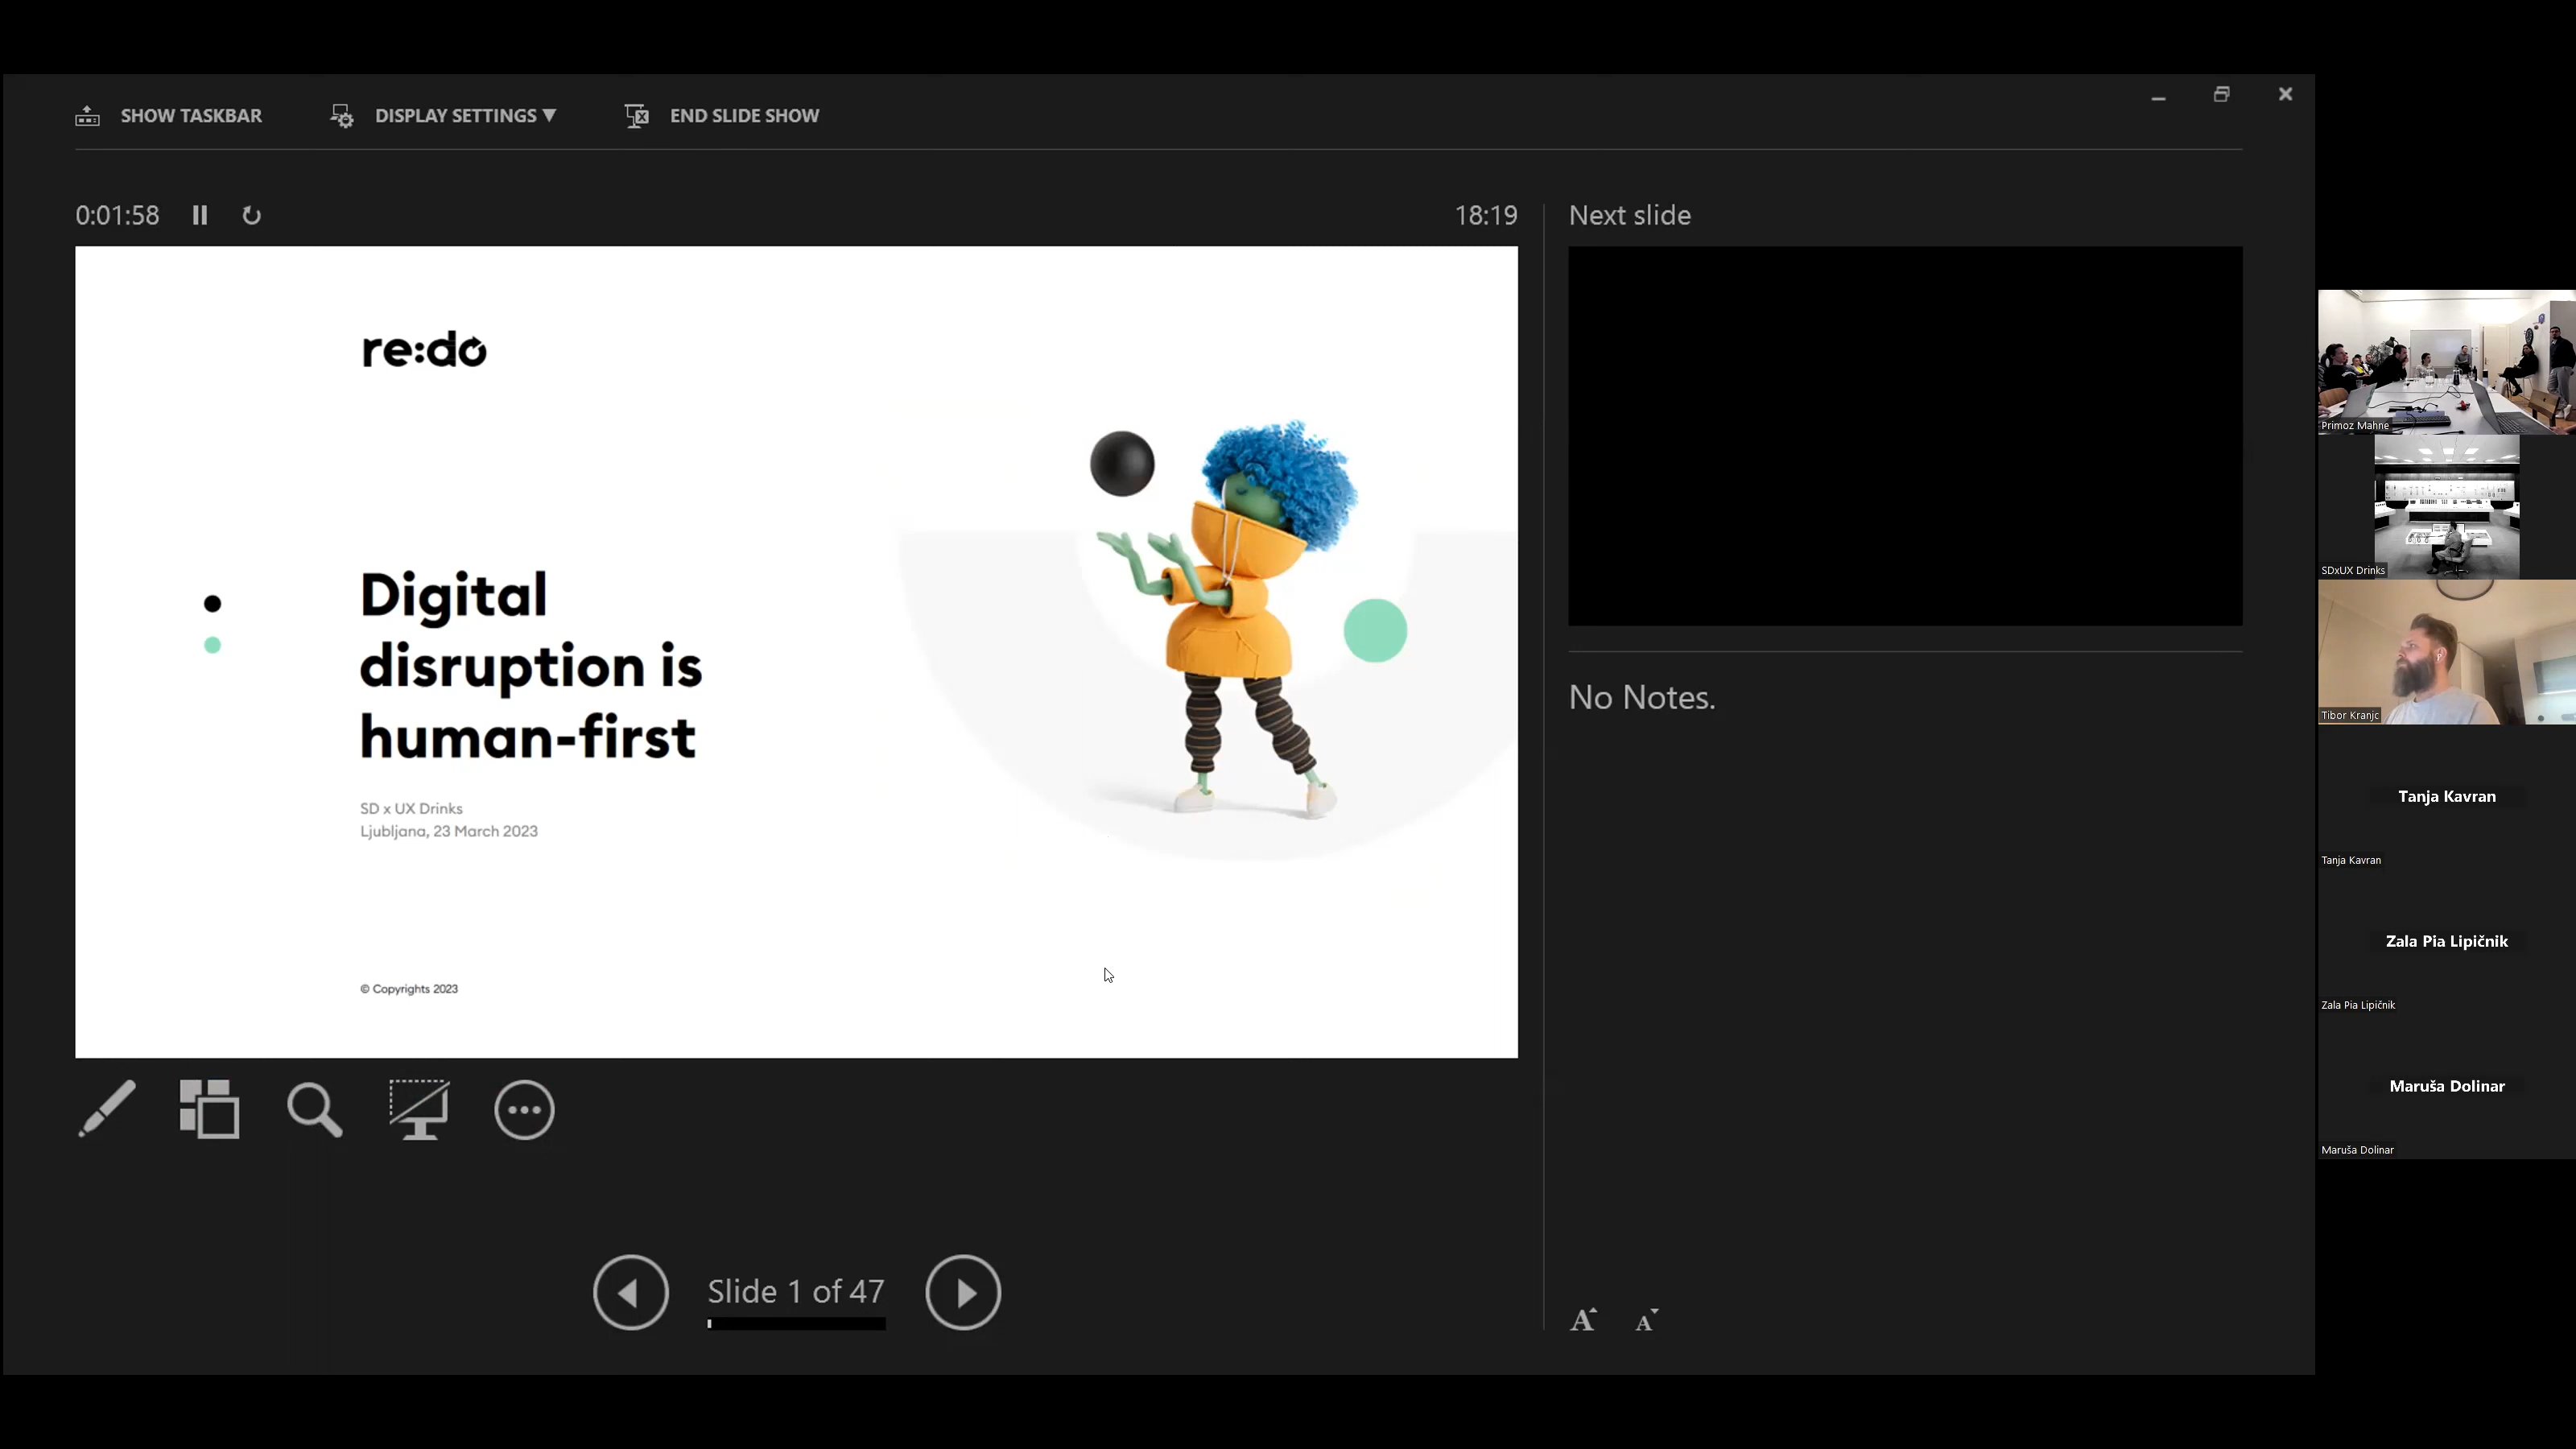 SHOW TASKBAR
DISPLAY SETTINGS ▼
END SLIDE SHOW
0:01:58
18:19
Next slide
re:do
Digital
disruption is
human-first
SD x UX Drinks
Ljubljana, 23 March 2023
© Copyrights 2023
No Notes.
Slide 1 of 47
A
A
Primoz Mahne
SDxUX Drinks
Tibor Kranjc
Tanja Kavran
Tanja Kavran
Zala Pia Lipičnik
Zala Pia Lipičnik
Maruša Dolinar
Maruša Dolinar